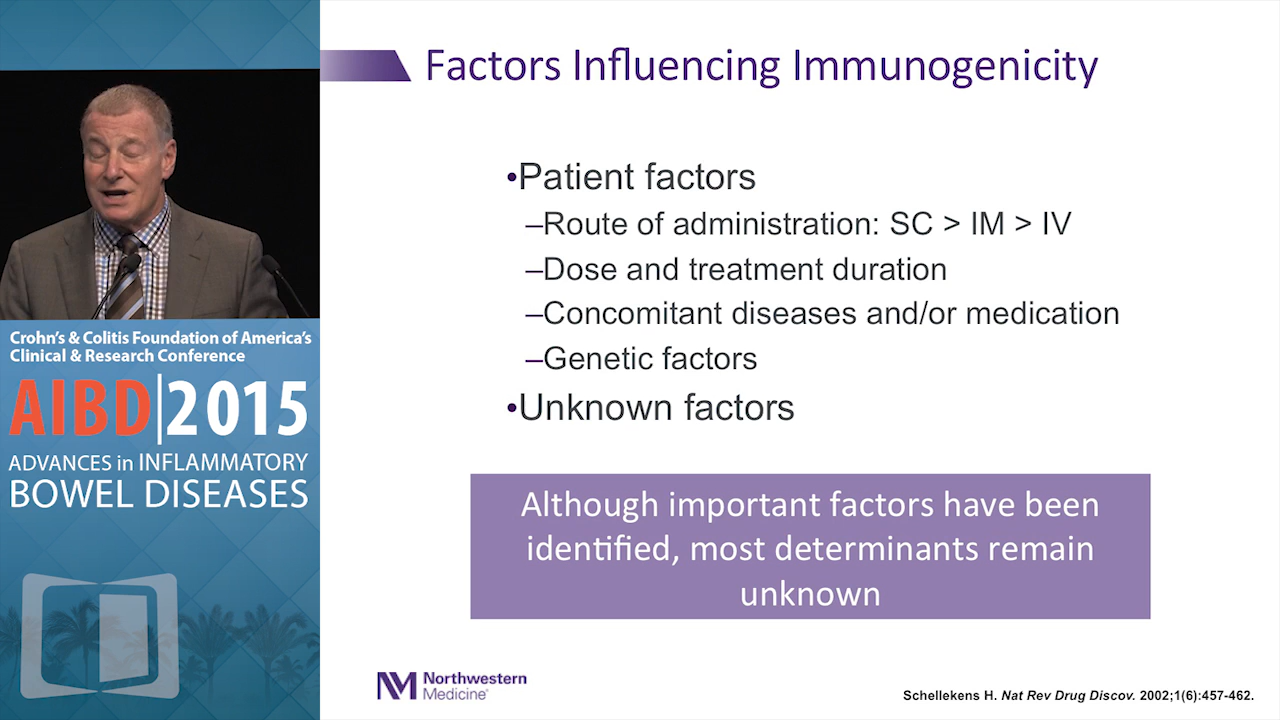 Factors Influencing Immunogenicity
•Patient factors
–Route of administration: SC > IM > IV
–Dose and treatment duration
–Concomitant diseases and/or medication
–Genetic factors
•Unknown factors
Although important factors have been
identified, most determinants remain
unknown
Crohn's & Colitis Foundation of America's
Clinical & Research Conference
AIBD|2015
ADVANCES in INFLAMMATORY
BOWEL DISEASES
Northwestern
Medicine®
Schellekens H. Nat Rev Drug Discov. 2002;1(6):457-462.